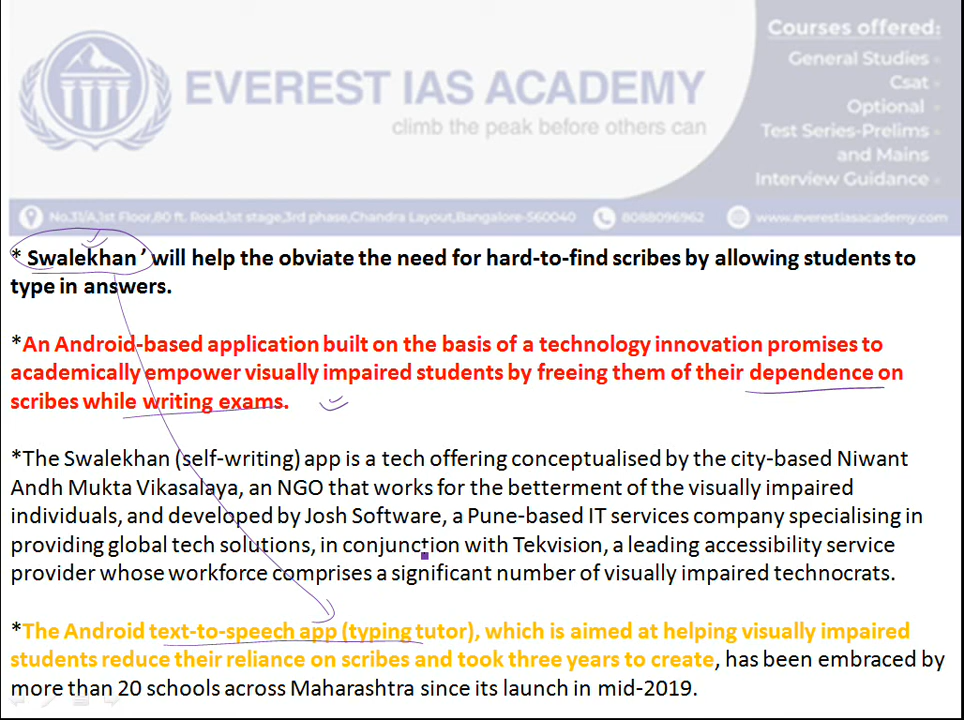 Courses offered:
General Studies
Csat
Optional
Test Series-Prelims
and Mains
Interview Guidance
EVEREST IAS ACADEMY
climb the peak before others can
No.31/A,1st Floor,80 ft. Road,1st stage,3rd phase,Chandra Layout,Bangalore-560040 8088096962 www.everestiasacademy.com
* Swalekhan ’ will help the obviate the need for hard-to-find scribes by allowing students to
type in answers.
*An Android-based application built on the basis of a technology innovation promises to
academically empower visually impaired students by freeing them of their dependence on
scribes while writing exams.
*The Swalekhan (self-writing) app is a tech offering conceptualised by the city-based Niwant
Andh Mukta Vikasalaya, an NGO that works for the betterment of the visually impaired
individuals, and developed by Josh Software, a Pune-based IT services company specialising in
providing global tech solutions, in conjunction with Tekvision, a leading accessibility service
provider whose workforce comprises a significant number of visually impaired technocrats.
*The Android text-to-speech app (typing tutor), which is aimed at helping visually impaired
students reduce their reliance on scribes and took three years to create, has been embraced by
more than 20 schools across Maharashtra since its launch in mid-2019.